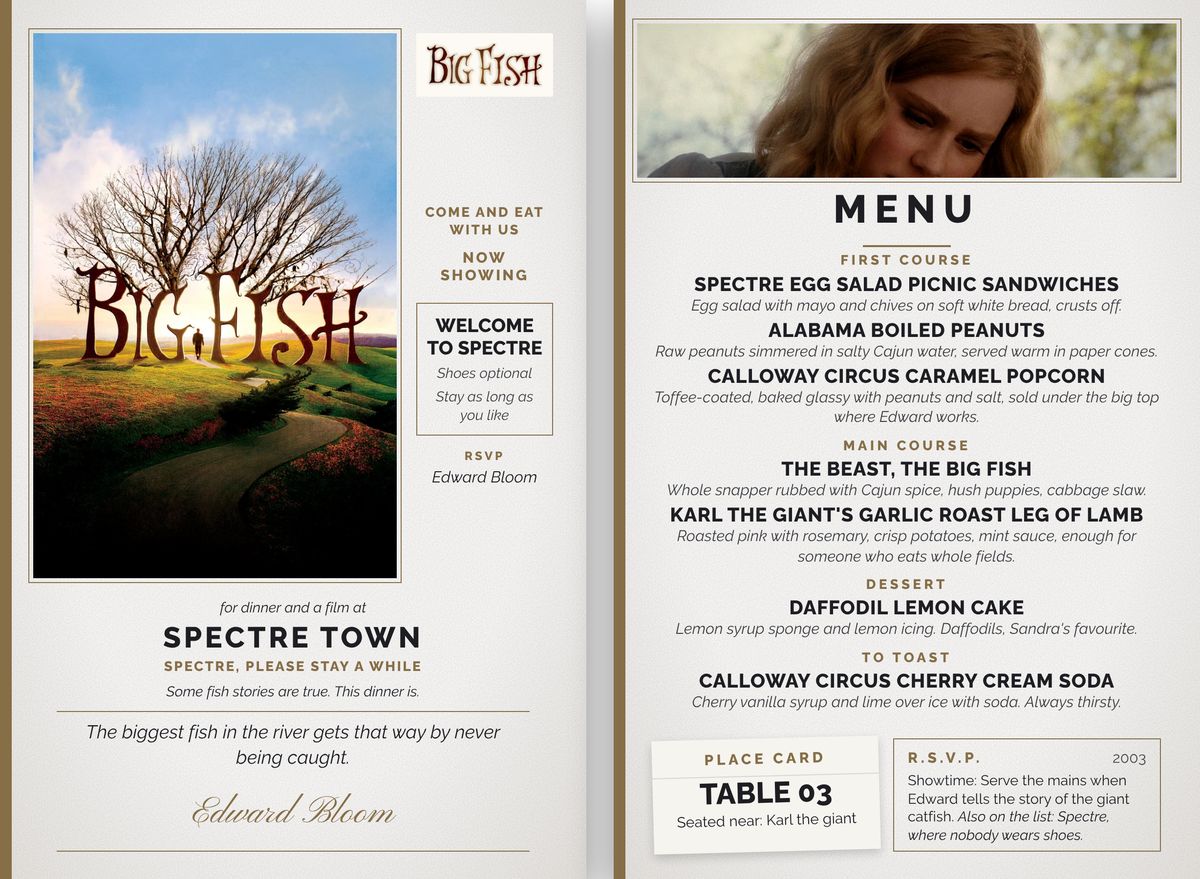 BIG FISH
BIG FISH
COME AND EAT
WITH US
NOW
SHOWING
WELCOME
TO SPECTRE
Shoes optional
Stay as long as
you like
RSVP
Edward Bloom
for dinner and a film at
SPECTRE TOWN
SPECTRE, PLEASE STAY A WHILE
Some fish stories are true. This dinner is.
The biggest fish in the river gets that way by never
being caught.
Edward Bloom
MENU
FIRST COURSE
SPECTRE EGG SALAD PICNIC SANDWICHES
Egg salad with mayo and chives on soft white bread, crusts off.
ALABAMA BOILED PEANUTS
Raw peanuts simmered in salty Cajun water, served warm in paper cones.
CALLOWAY CIRCUS CARAMEL POPCORN
Toffee-coated, baked glassy with peanuts and salt, sold under the big top
where Edward works.
MAIN COURSE
THE BEAST, THE BIG FISH
Whole snapper rubbed with Cajun spice, hush puppies, cabbage slaw.
KARL THE GIANT'S GARLIC ROAST LEG OF LAMB
Roasted pink with rosemary, crisp potatoes, mint sauce, enough for
someone who eats whole fields.
DESSERT
DAFFODIL LEMON CAKE
Lemon syrup sponge and lemon icing. Daffodils, Sandra's favourite.
TO TOAST
CALLOWAY CIRCUS CHERRY CREAM SODA
Cherry vanilla syrup and lime over ice with soda. Always thirsty.
PLACE CARD
TABLE 03
Seated near: Karl the giant
R.S.V.P. 2003
Showtime: Serve the mains when
Edward tells the story of the giant
catfish. Also on the list: Spectre,
where nobody wears shoes.